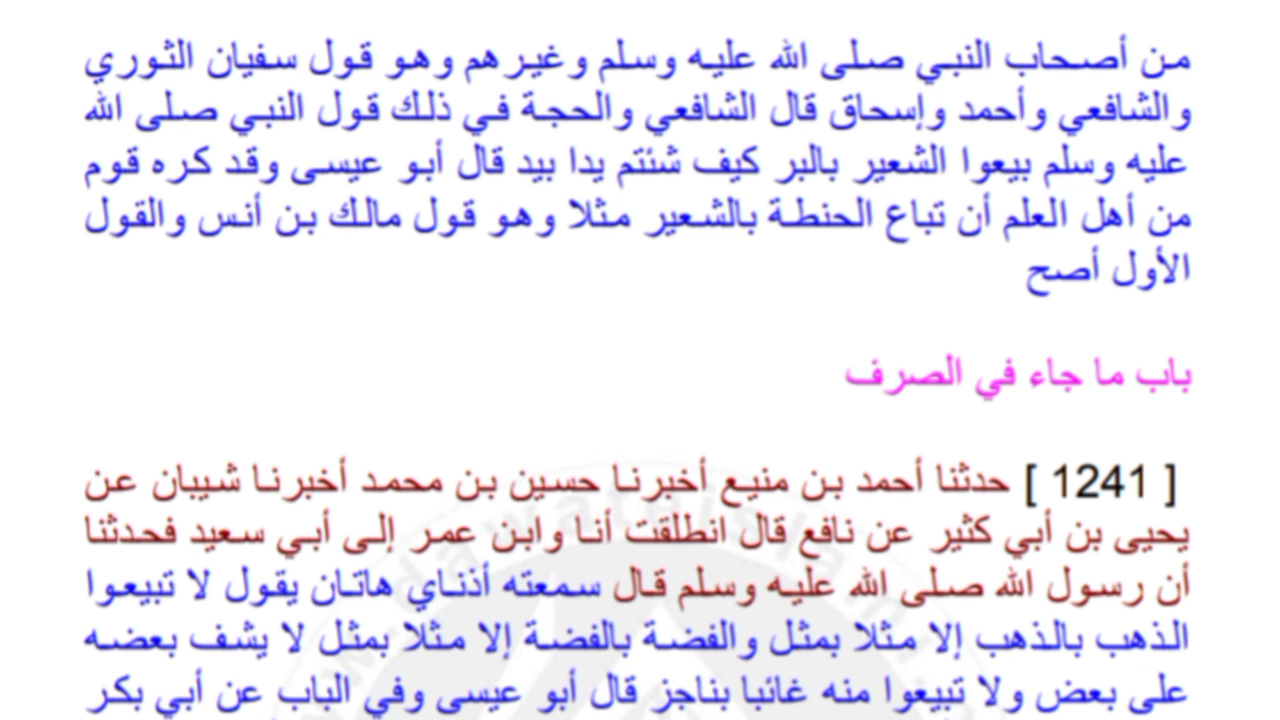 من أصحاب النبي صلى الله عليه وسلم وغيرهم وهو قول سفيان الثوري
والشافعي وأحمد وإسحاق قال الشافعي والحجة في ذلك قول النبي صلى الله
عليه وسلم بيعوا الشعير بالبر كيف شئتم يدا بيد قال أبو عيسى وقد كره قوم
من أهل العلم أن تباع الحنطة بالشعير مثلا وهو قول مالك بن أنس والقول
الأول أصح
باب ما جاء في الصرف
[ 1241 ] حدثنا أحمد بن منيع أخبرنا حسين بن محمد أخبرنا شيبان عن
يحيى بن أبي كثير عن نافع قال انطلقت أنا وابن عمر إلى أبي سعيد فحدثنا
أن رسول الله صلى الله عليه وسلم قال سمعته أذناي هاتان يقول لا تبيعوا
الذهب بالذهب إلا مثلا بمثل والفضة بالفضة إلا مثلا بمثل لا يشف بعضه
على بعض ولا تبيعوا منه غائبا بناجز قال أبو عيسى وفي الباب عن أبي بكر